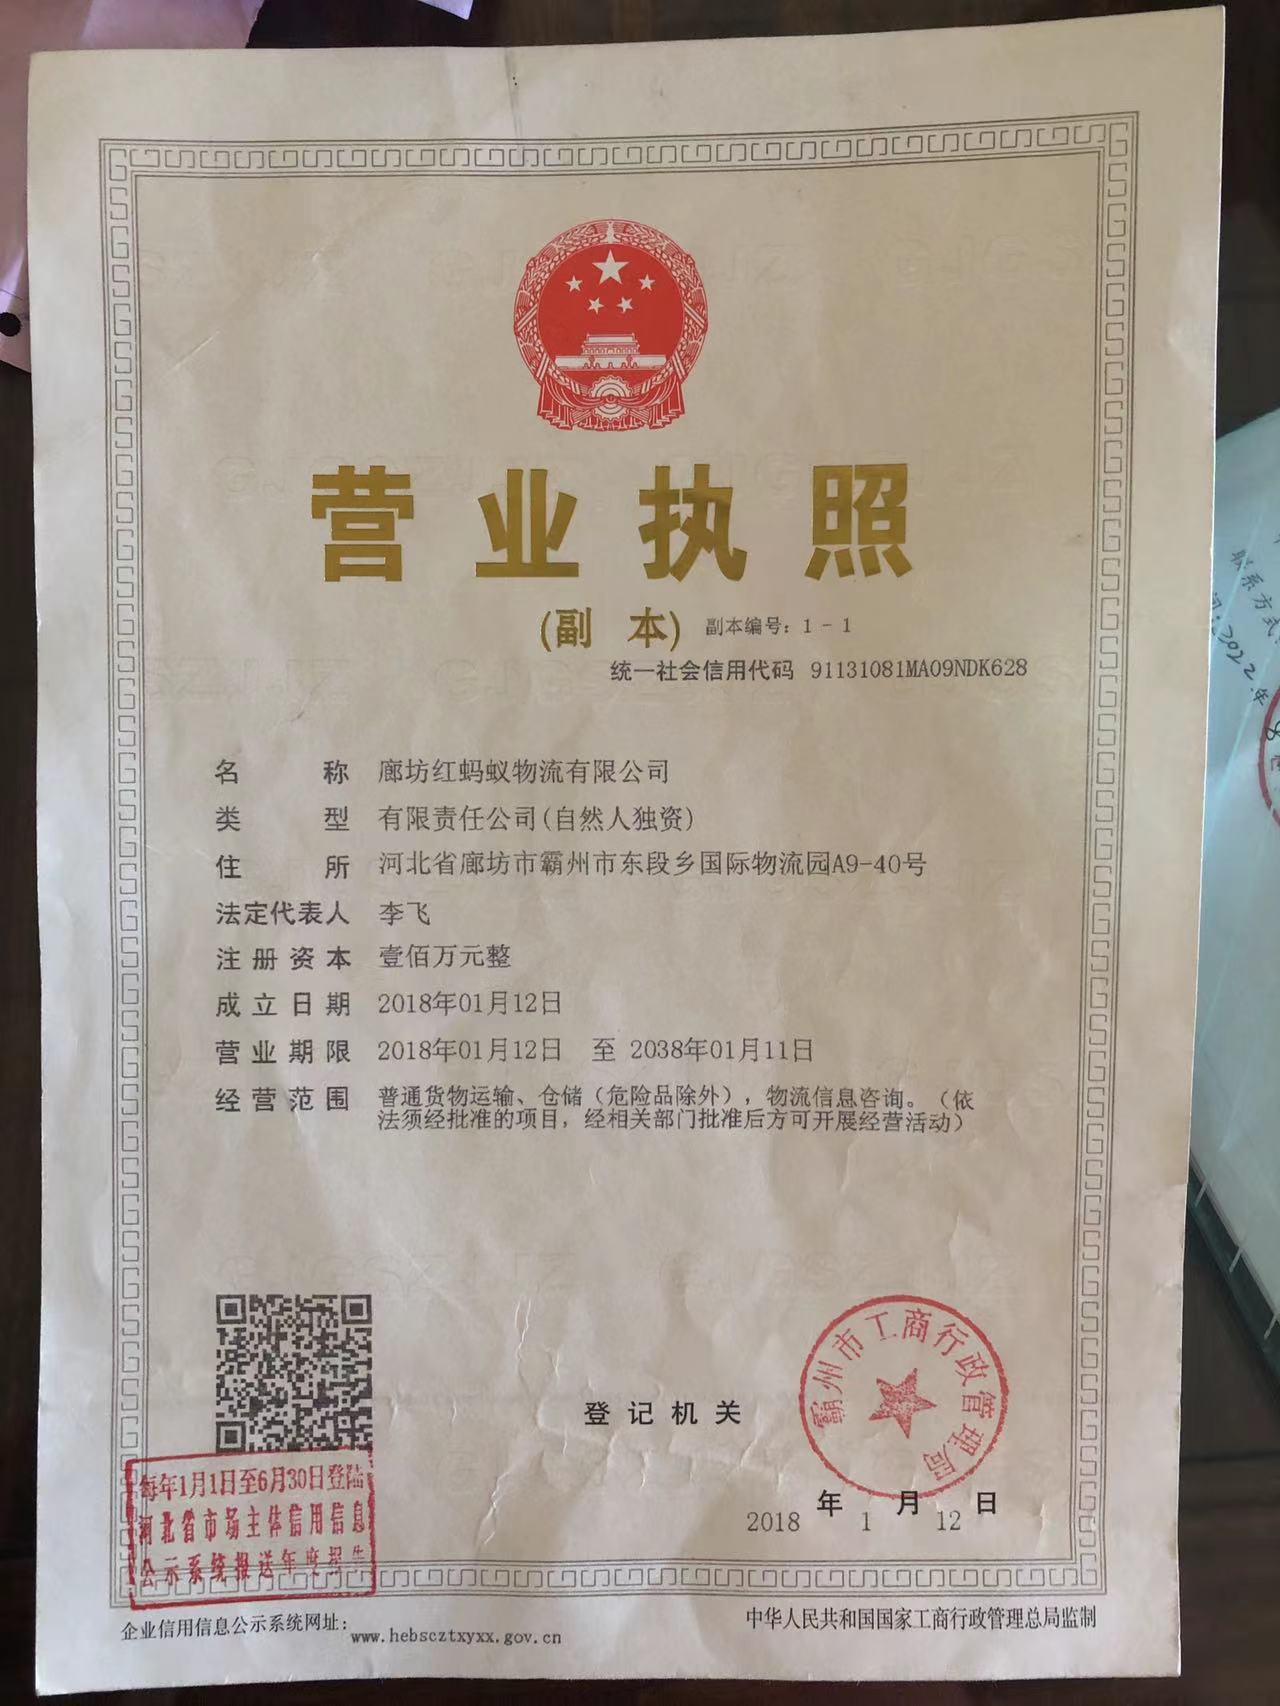 营业执照
(副 本) 副本编号：1－1
统一社会信用代码 91131081MA09NDK628
名称 廊坊红蚂蚁物流有限公司
类型 有限责任公司(自然人独资)
住所 河北省廊坊市霸州市东段乡国际物流园A9-40号
法定代表人 李飞
注册资本 壹佰万元整
成立日期 2018年01月12日
营业期限 2018年01月12日 至 2038年01月11日
经营范围 普通货物运输、仓储（危险品除外），物流信息咨询。（依
法须经批准的项目，经相关部门批准后方可开展经营活动）
登记机关
霸州市工商行政管理局
2018年1月12日
每年1月1日至6月30日登陆
河北省市场主体信用信息
公示系统报送年度报告
企业信用信息公示系统网址：www.hebscztxyxx.gov.cn
中华人民共和国国家工商行政管理总局监制
联系方式
2022.年